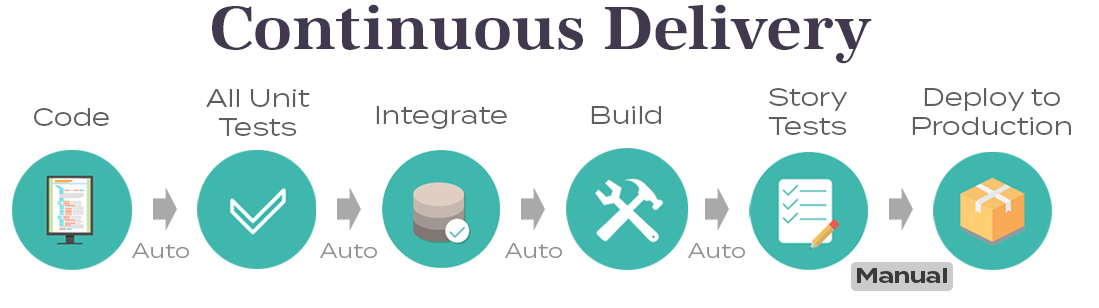 Continuous Delivery
Code
All Unit
Tests
Integrate
Build
Story
Tests
Deploy to
Production
Auto
Auto
Auto
Auto
Manual